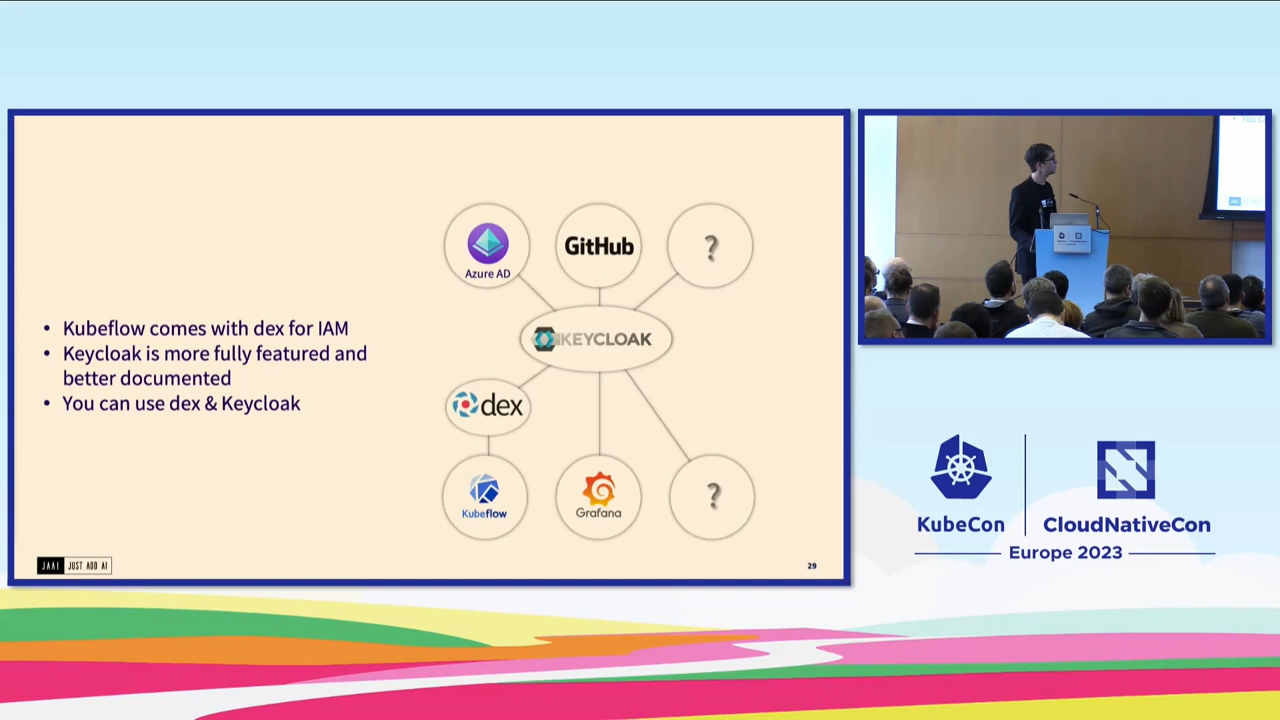 Azure AD
GitHub
?
• Kubeflow comes with dex for IAM
• Keycloak is more fully featured and
better documented
• You can use dex & Keycloak
KEYCLOAK
dex
Kubeflow
Grafana
?
JAAI JUST ADD AI
29
KubeCon
CloudNativeCon
Europe 2023